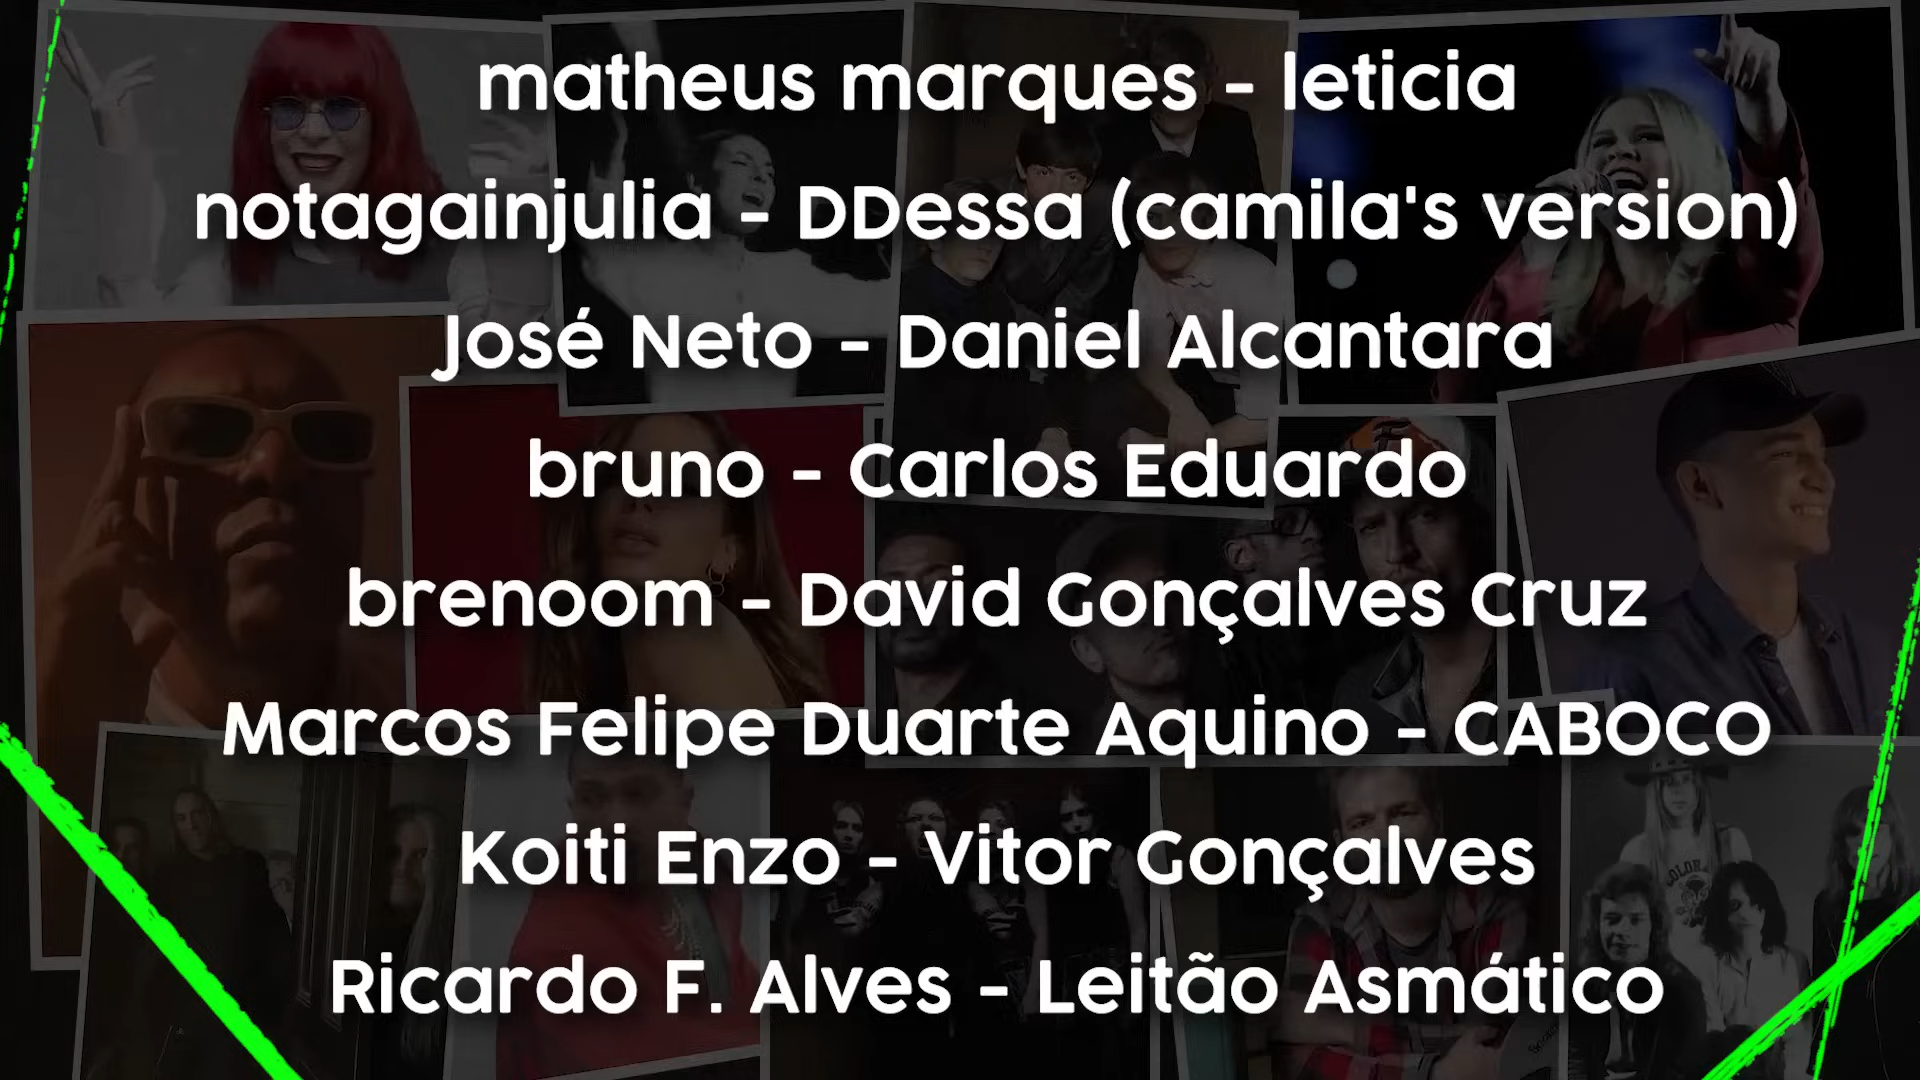 matheus marques - leticia
notagainjulia - DDessa (camila's version)
José Neto - Daniel Alcantara
bruno - Carlos Eduardo
brenoom - David Gonçalves Cruz
Marcos Felipe Duarte Aquino - CABOCO
Koiti Enzo - Vitor Gonçalves
Ricardo F. Alves - Leitão Asmático